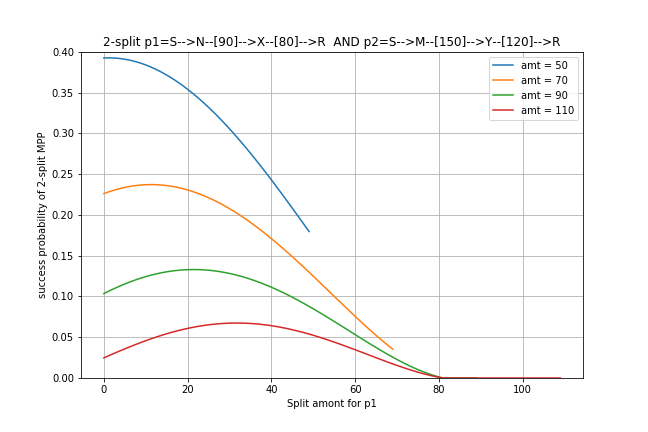 2-split p1=S-->N--[90]-->X--[80]-->R  AND p2=S-->M--[150]-->Y--[120]-->R
0.40
0.35
0.30
0.25
0.20
0.15
0.10
0.05
0.00
success probability of 2-split MPP
amt = 50
amt = 70
amt = 90
amt = 110
0 20 40 60 80 100
Split amont for p1